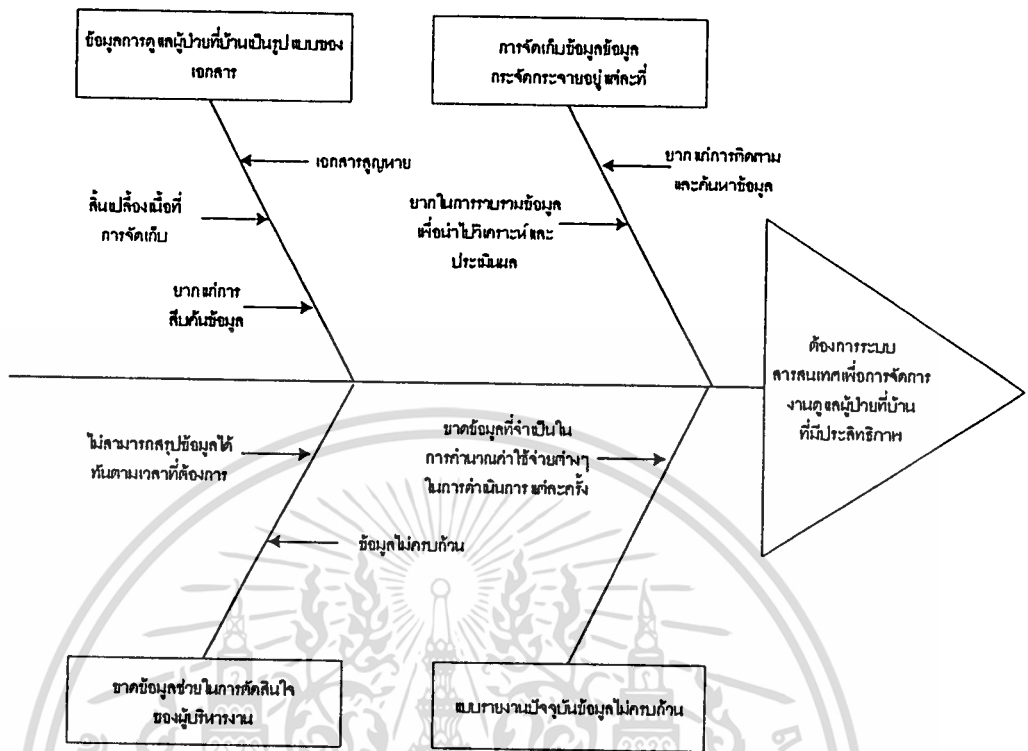 ข้อมูลการดูแลผู้ป่วยที่บ้านเป็นรูปแบบของ
เอกสาร
การจัดเก็บข้อมูลข้อมูล
กระจัดกระจายอยู่แต่ละที่
เอกสารสูญหาย
สิ้นเปลืองเนื้อที่
การจัดเก็บ
ยากแก่การ
สืบค้นข้อมูล
ยากแก่การติดตาม
และค้นหาข้อมูล
ยากในการรวบรวมข้อมูล
เพื่อนำไปวิเคราะห์และ
ประเมินผล
ต้องการระบบ
สารสนเทศเพื่อการจัดการ
งานดูแลผู้ป่วยที่บ้าน
ที่มีประสิทธิภาพ
ไม่สามารถสรุปข้อมูลได้
ทันตามเวลาที่ต้องการ
ข้อมูลไม่ครบถ้วน
ขาดข้อมูลที่จำเป็นใน
การคำนวณค่าใช้จ่ายต่างๆ
ในการดำเนินการ แต่ละครั้ง
ขาดข้อมูลช่วยในการตัดสินใจ
ของผู้บริหารงาน
แบบรายงานปัจจุบันข้อมูลไม่ครบถ้วน